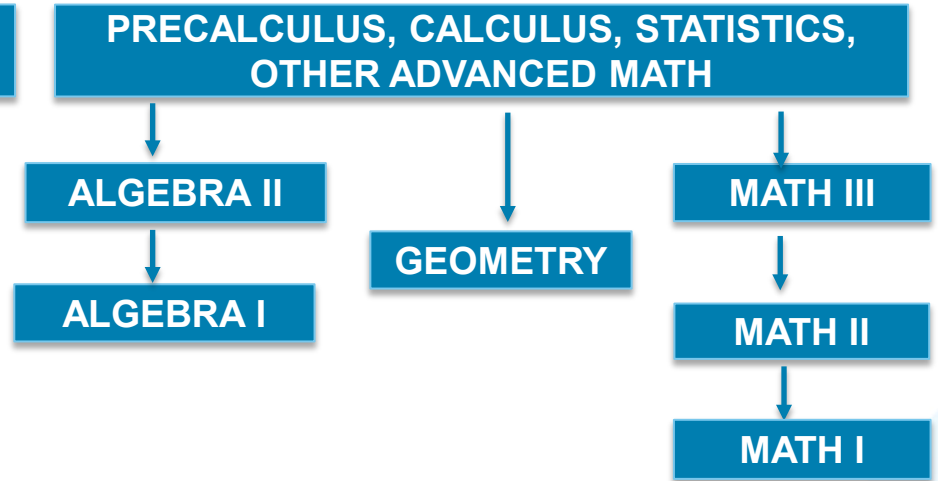 PRECALCULUS, CALCULUS, STATISTICS,
OTHER ADVANCED MATH
ALGEBRA II
MATH III
GEOMETRY
ALGEBRA I
MATH II
MATH I